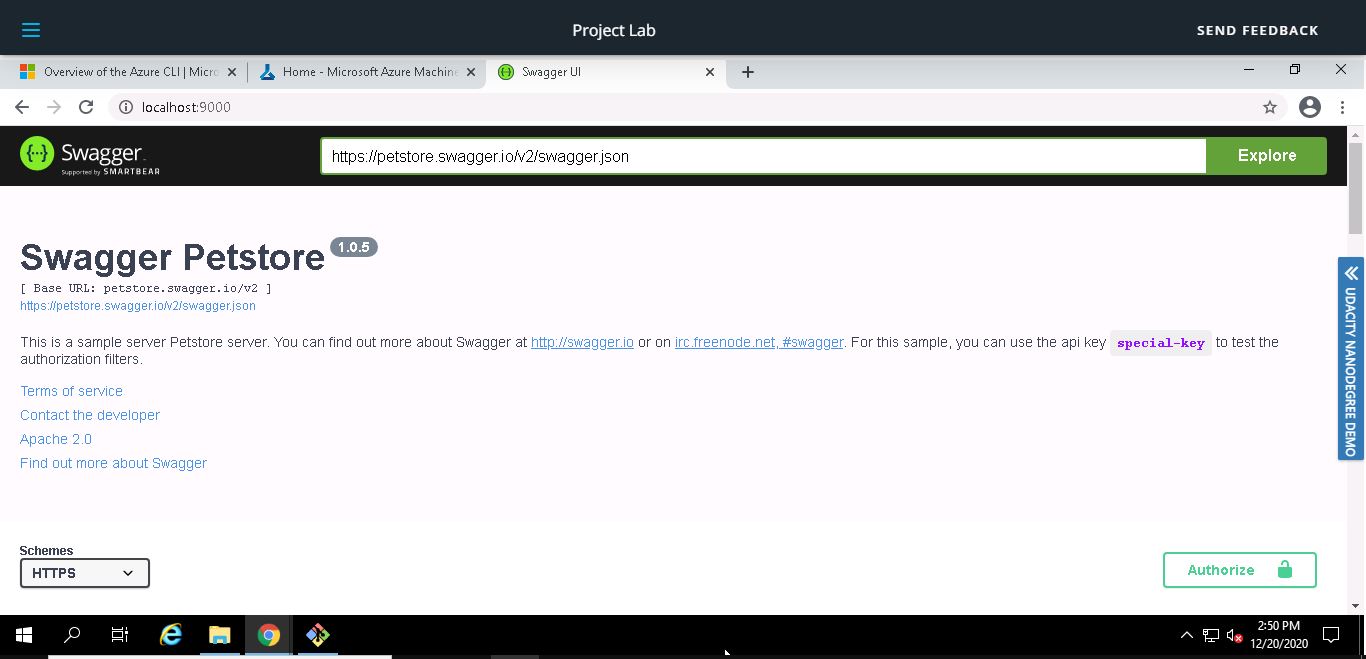 Project Lab
SEND FEEDBACK
Overview of the Azure CLI | Micro
Home - Microsoft Azure Machine
Swagger UI
localhost:9000
Swagger
Supported by SMARTBEAR
https://petstore.swagger.io/v2/swagger.json
Explore
Swagger Petstore 1.0.5
[ Base URL: petstore.swagger.io/v2 ]
https://petstore.swagger.io/v2/swagger.json
This is a sample server Petstore server. You can find out more about Swagger at http://swagger.io or on irc.freenode.net, #swagger. For this sample, you can use the api key special-key to test the
authorization filters.
Terms of service
Contact the developer
Apache 2.0
Find out more about Swagger
UDACITY NANODEGREE DEMO
Schemes
HTTPS
Authorize
2:50 PM
12/20/2020